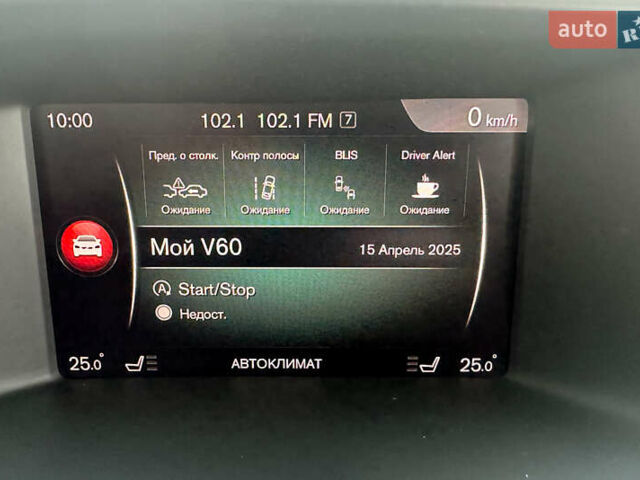 auto
10:00 102.1 102.1 FM 7 0 km/h
Пред. о столк. Контр полосы BLIS Driver Alert
Ожидание Ожидание Ожидание Ожидание
Мой V60 15 Апрель 2025
Start/Stop
Недост.
25.0° АВТОКЛИМАТ 25.0°